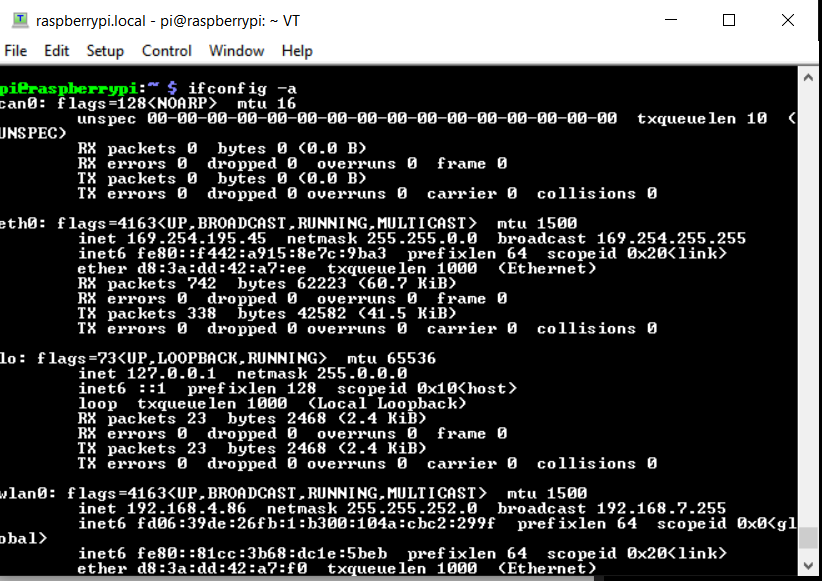 raspberrypi.local - pi@raspberrypi: ~ VT
File Edit Setup Control Window Help
pi@raspberrypi:~ $ ifconfig -a
can0: flags=128<NOARP>  mtu 16
        unspec 00-00-00-00-00-00-00-00-00-00-00-00-00-00-00-00  txqueuelen 10  (
UNSPEC)
        RX packets 0  bytes 0 (0.0 B)
        RX errors 0  dropped 0  overruns 0  frame 0
        TX packets 0  bytes 0 (0.0 B)
        TX errors 0  dropped 0 overruns 0  carrier 0  collisions 0
eth0: flags=4163<UP,BROADCAST,RUNNING,MULTICAST>  mtu 1500
        inet 169.254.195.45  netmask 255.255.0.0  broadcast 169.254.255.255
        inet6 fe80::f442:a915:8e7c:9ba3  prefixlen 64  scopeid 0x20<link>
        ether d8:3a:dd:42:a7:ee  txqueuelen 1000  (Ethernet)
        RX packets 742  bytes 62223 (60.7 KiB)
        RX errors 0  dropped 0  overruns 0  frame 0
        TX packets 338  bytes 42582 (41.5 KiB)
        TX errors 0  dropped 0 overruns 0  carrier 0  collisions 0
lo: flags=73<UP,LOOPBACK,RUNNING>  mtu 65536
        inet 127.0.0.1  netmask 255.0.0.0
        inet6 ::1  prefixlen 128  scopeid 0x10<host>
        loop  txqueuelen 1000  (Local Loopback)
        RX packets 23  bytes 2468 (2.4 KiB)
        RX errors 0  dropped 0  overruns 0  frame 0
        TX packets 23  bytes 2468 (2.4 KiB)
        TX errors 0  dropped 0 overruns 0  carrier 0  collisions 0
wlan0: flags=4163<UP,BROADCAST,RUNNING,MULTICAST>  mtu 1500
        inet 192.168.4.86  netmask 255.255.252.0  broadcast 192.168.7.255
        inet6 fd06:39de:26fb:1:b300:104a:cbc2:299f  prefixlen 64  scopeid 0x0<gl
obal>
        inet6 fe80::81cc:3b68:dc1e:5beb  prefixlen 64  scopeid 0x20<link>
        ether d8:3a:dd:42:a7:f0  txqueuelen 1000  (Ethernet)